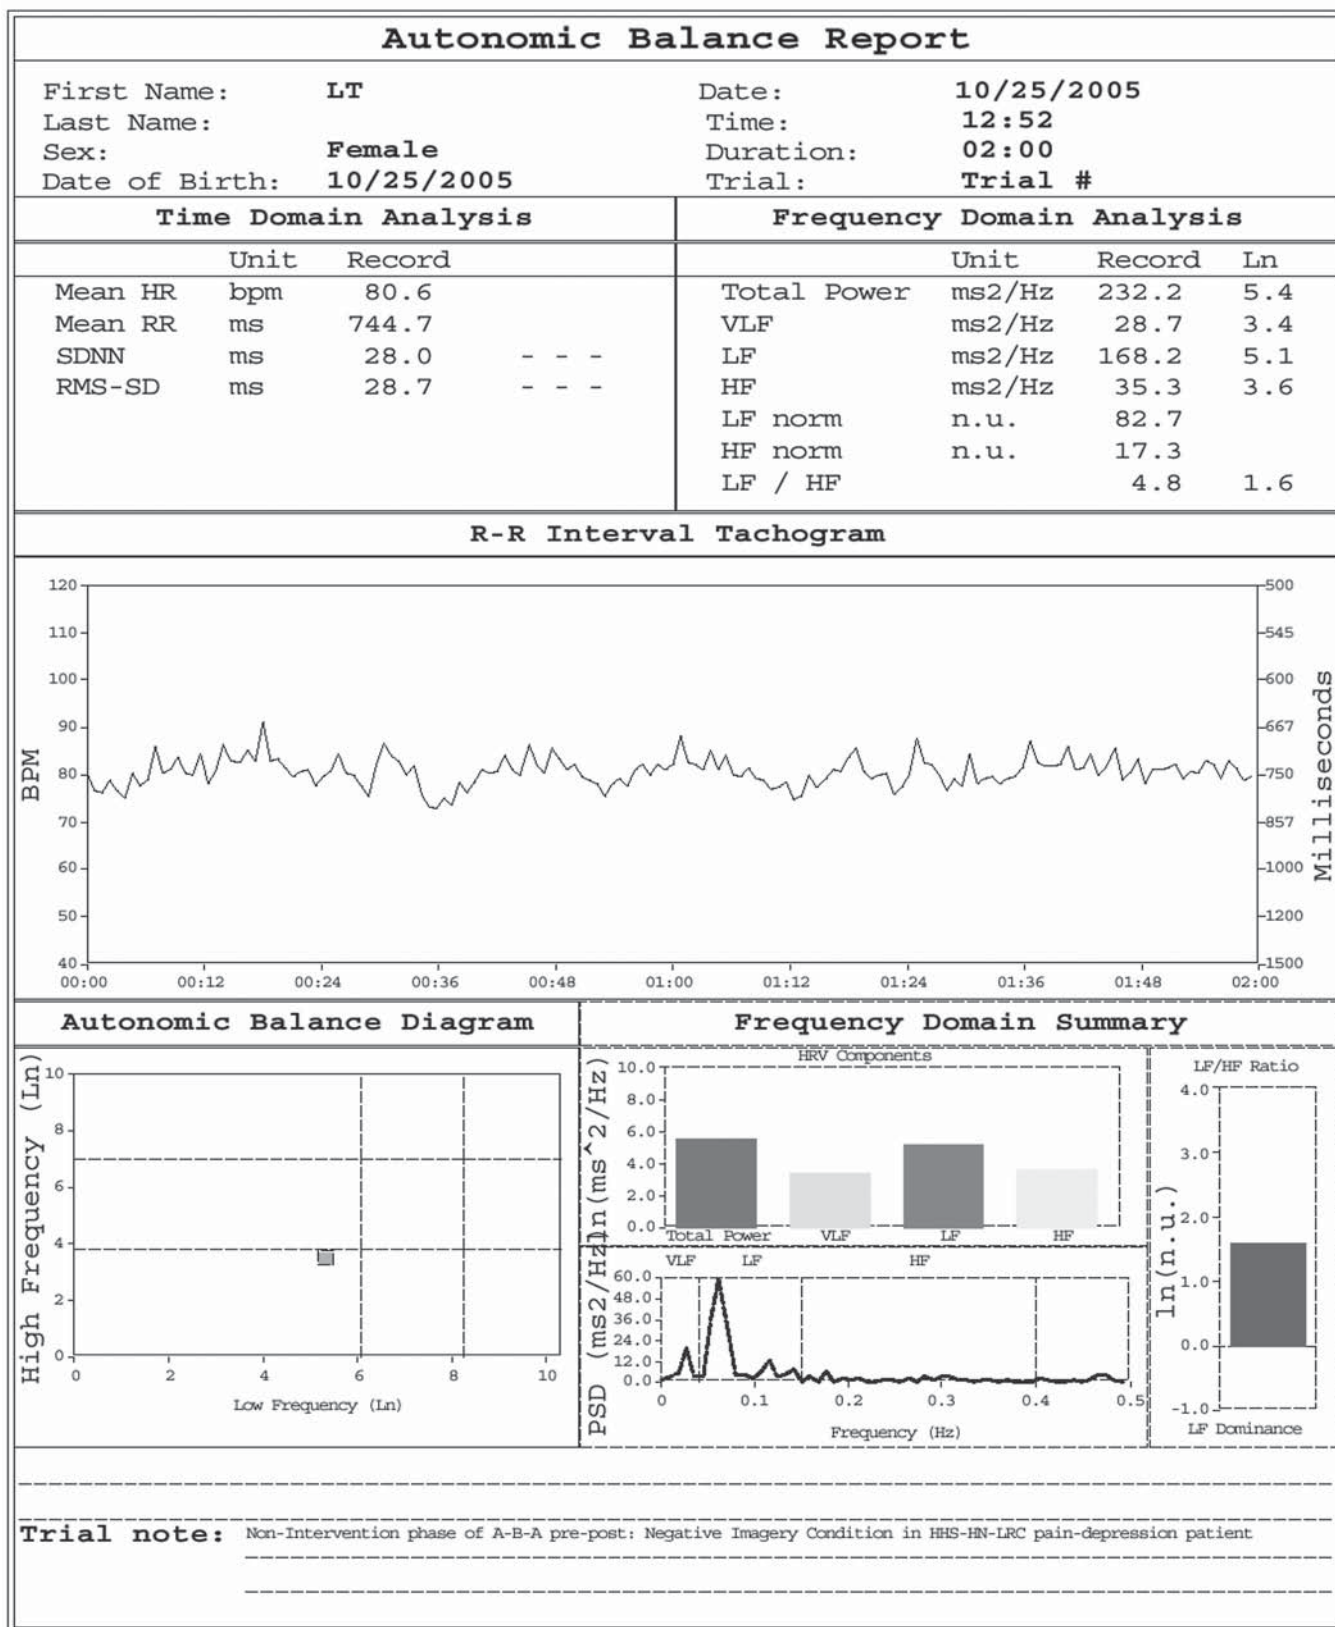 Autonomic Balance Report
First Name: LT Date: 10/25/2005
Last Name: Time: 12:52
Sex: Female Duration: 02:00
Date of Birth: 10/25/2005 Trial: Trial #
Time Domain Analysis
Unit Record
Mean HR bpm 80.6
Mean RR ms 744.7
SDNN ms 28.0 - - -
RMS-SD ms 28.7 - - -
Frequency Domain Analysis
Unit Record Ln
Total Power ms2/Hz 232.2 5.4
VLF ms2/Hz 28.7 3.4
LF ms2/Hz 168.2 5.1
HF ms2/Hz 35.3 3.6
LF norm n.u. 82.7
HF norm n.u. 17.3
LF / HF 4.8 1.6
R-R Interval Tachogram
BPM
120
110
100
90
80
70
60
50
40
500
545
600
667
750
857
1000
1200
1500
Milliseconds
00:00 00:12 00:24 00:36 00:48 01:00 01:12 01:24 01:36 01:48 02:00
Autonomic Balance Diagram
High Frequency (Ln)
10
8
6
4
2
0
0 2 4 6 8 10
Low Frequency (Ln)
Frequency Domain Summary
HRV Components
ln(ms^2/Hz)
10.0
8.0
6.0
4.0
2.0
0.0
Total Power VLF LF HF
VLF LF HF
PSD (ms2/Hz)
60.0
48.0
36.0
24.0
12.0
0.0
0 0.1 0.2 0.3 0.4 0.5
Frequency (Hz)
LF/HF Ratio
ln(n.u.)
4.0
3.0
2.0
1.0
0.0
-1.0
LF Dominance
Trial note: Non-Intervention phase of A-B-A pre-post: Negative Imagery Condition in HHS-HN-LRC pain-depression patient